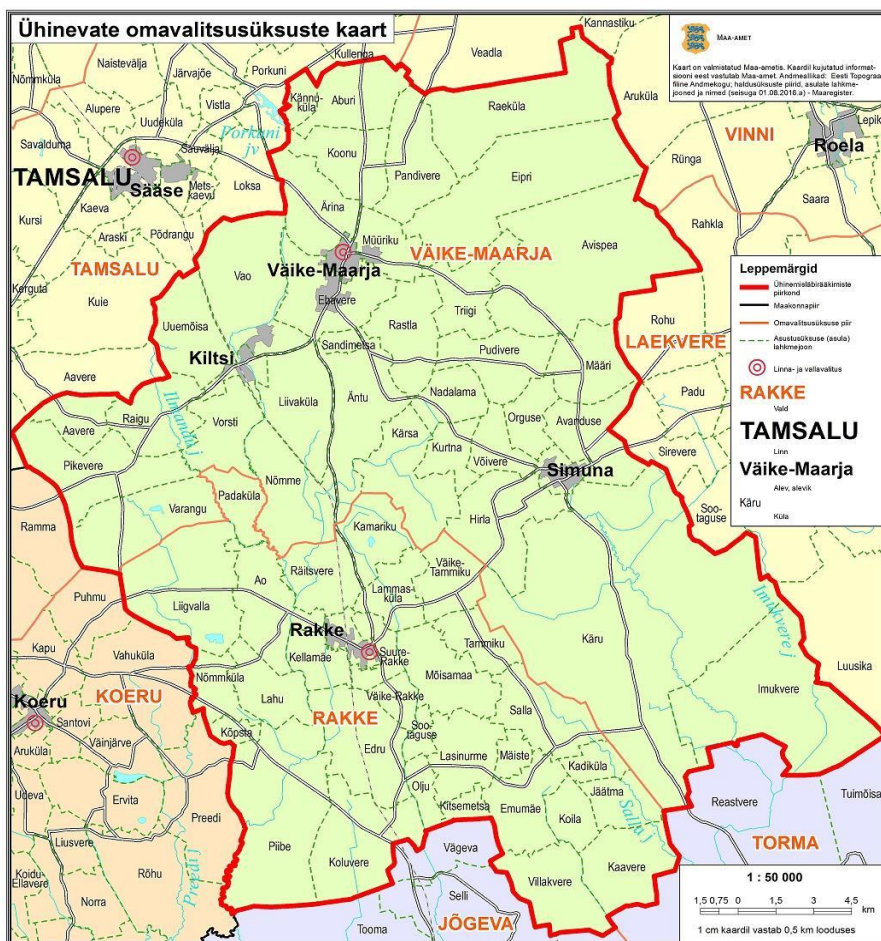 Ühinevate omavalitsusüksuste kaart
MAA-AMET
Kaart on valmistatud Maa-ametis. Kaardil kujutatud informat-
siooni eest vastutab Maa-amet. Andmeallikad: Eesti Topograa-
filine Andmekogu; haldusüksuste piirid, asulate lahkme-
jooned ja nimed (seisuga 01.08.2016.a) - Maaregister.
Kannastiku
Naistevälja
Kullenga
Veadla
Porkuni
Nõmmküla
Järvajõe
Kännu-
küla
Aburi
Raeküla
Aruküla
Alupere
Vistla
Lepik
Uudeküla
Porkuni
jv
VINNI
Roela
Savalduma
Sauvälja
Koonu
Rünga
TAMSALU
Sääse
Mets-
kaevu
Loksa
Pandivere
Eipri
Kaeva
Saara
Kursi
Ärina
Araski
Põdrangu
Rahkla
Müüriku
VÄIKE-MAARJA
Avispea
TAMSALU
Vao
Väike-Maarja
Kerguta
Kuie
Ebavere
Triigi
Uuemõisa
Rastla
Rohu
Sandimetsa
LAEKVERE
Kiltsi
Pudivere
Määri
Aavere
Padu
Ilmandu j
Liivaküla
Äntu
Nadalama
Raigu
Vorsti
Orguse
Avanduse
Aavere
Kärsa
Kurtna
Sirevere
Pikevere
Võivere
Simuna
Nõmme
Padaküla
Varangu
Soo-
taguse
Ramma
Kamariku
Hirla
Väike-
Tammiku
Ao
Räitsvere
Lammas-
küla
Imukvere j
Puhmu
Liigvalla
Rakke
Suure-
Rakke
Tammiku
Käru
Kapu
Vahuküla
Kellamäe
Luusika
Nõmmküla
Mõisamaa
Koeru
KOERU
Lahu
Väike-Rakke
Imukvere
Santovi
RAKKE
Salla
Köpsta
Soo-
taguse
Aruküla
Väinjärve
Edru
Lasinurme
Mäiste
Kadiküla
Udeva
Ervita
Olju
Jäätma
Reastvere
Tuimõisa
Kitsemetsa
Emumäe
Preedi
Salla j
Koila
Piibe
Liusvere
TORMA
Vägeva
Koluvere
Kaavere
Koidu-
Ellavere
Rõhu
Preedi j
Villakvere
Selli
Norra
JÕGEVA
Tooma
Leppemärgid
Ühinemisläbirääkimiste
piirkond
Maakonnapiir
Omavalitsusüksuse piir
Asustusüksuse (asula)
lahkmejoon
Linna- ja vallavalitus
RAKKE
Vald
TAMSALU
Linn
Väike-Maarja
Alev, alevik
Käru
Küla
1 : 50 000
1,5 0,75 0 1,5 3 4,5
km
1 cm kaardil vastab 0,5 km looduses